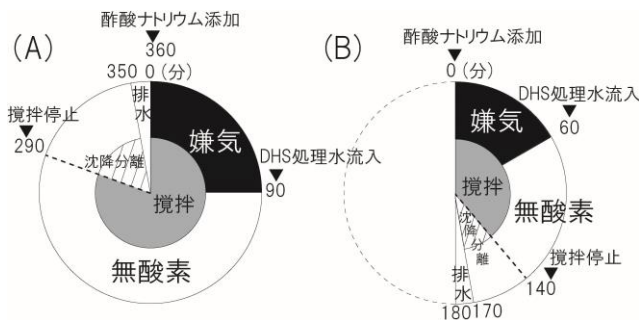 (A)
酢酸ナトリウム添加
▼
360
350 0 (分)
排水
嫌気
撹拌停止
▼
290
沈降分離
撹拌
DHS処理水流入
▼
90
無酸素
(B)
酢酸ナトリウム添加
▼
0 (分)
嫌気
DHS処理水流入
▼
60
撹拌
沈降分離
無酸素
排水
撹拌停止
▼
140
180 170